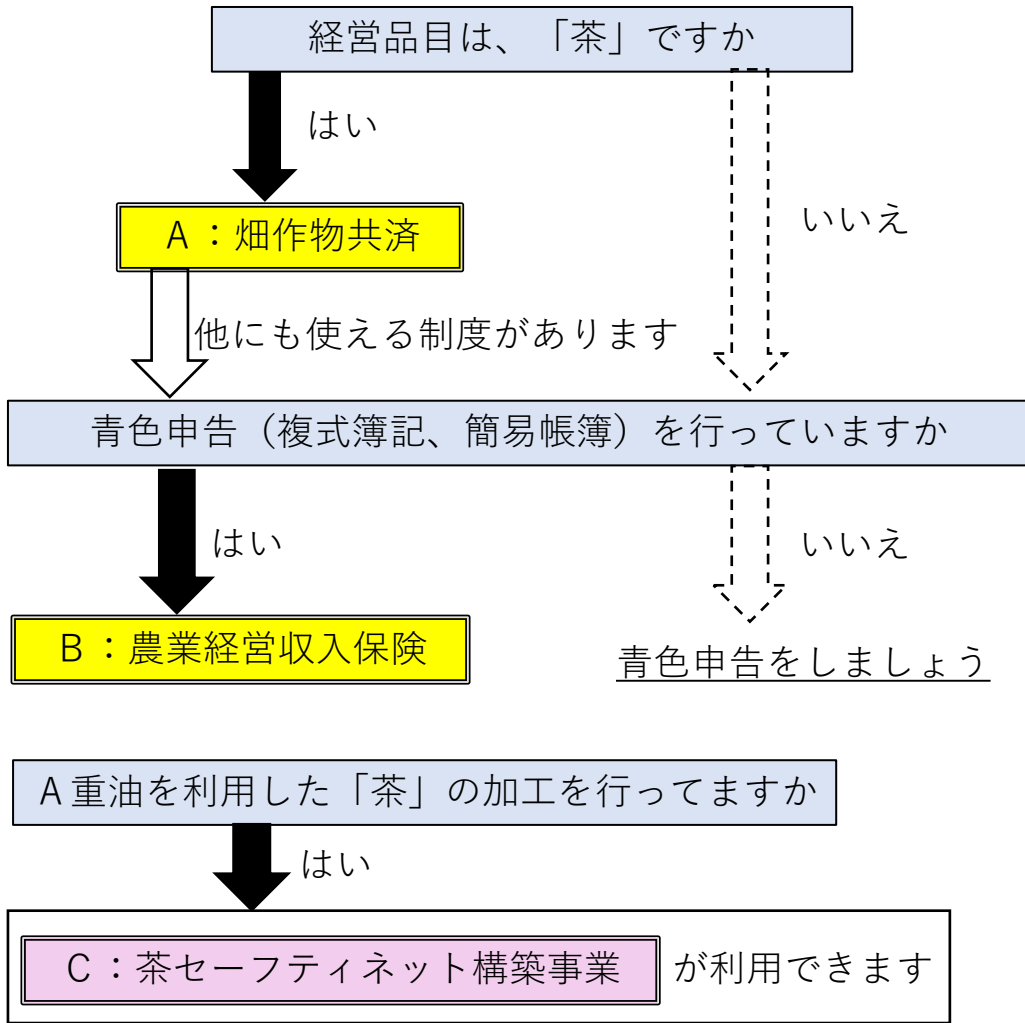 経営品目は、「茶」ですか
はい
いいえ
A：畑作物共済
他にも使える制度があります
青色申告（複式簿記、簡易帳簿）を行っていますか
はい
いいえ
B：農業経営収入保険
青色申告をしましょう
A重油を利用した「茶」の加工を行ってますか
はい
C：茶セーフティネット構築事業 が利用できます